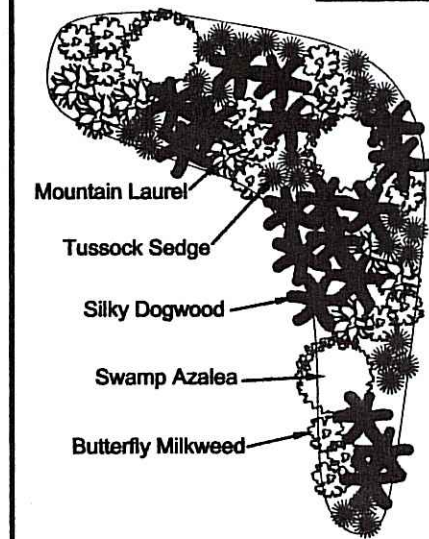 Mountain Laurel
Tussock Sedge
Silky Dogwood
Swamp Azalea
Butterfly Milkweed